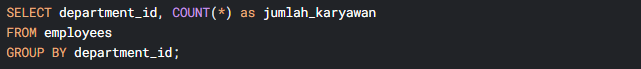 SELECT department_id, COUNT(*) as jumlah_karyawan
FROM employees
GROUP BY department_id;